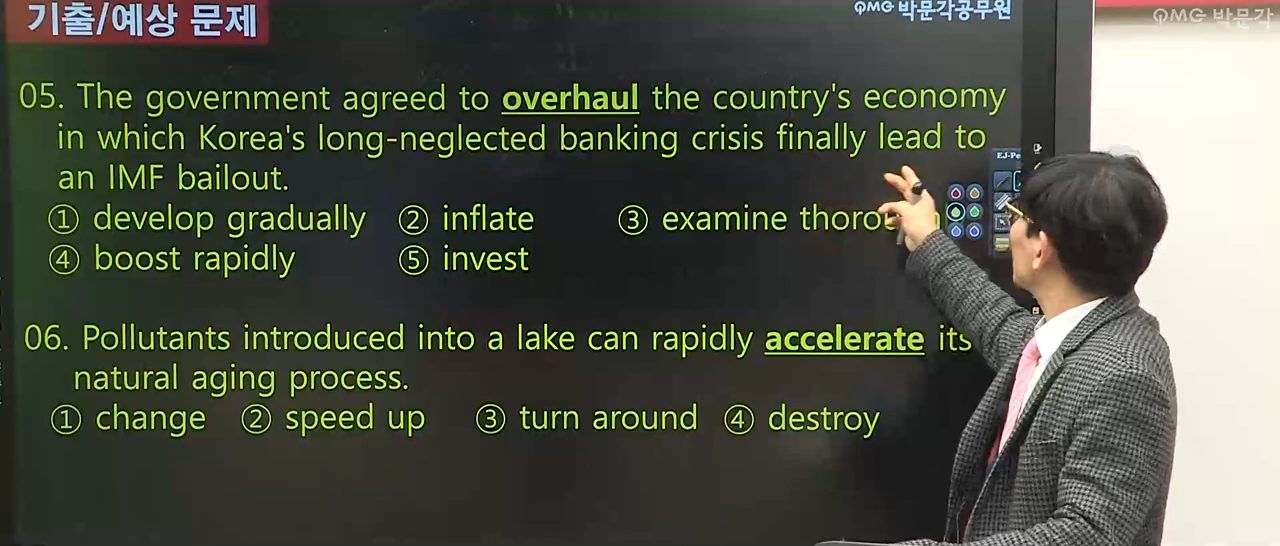 기출/예상 문제
QMG 박문각공무원
QMG 박문각
05. The government agreed to overhaul the country's economy
in which Korea's long-neglected banking crisis finally lead to
an IMF bailout.
① develop gradually ② inflate ③ examine
④ boost rapidly ⑤ invest
06. Pollutants introduced into a lake can rapidly accelerate its
natural aging process.
① change ② speed up ③ turn around ④ destroy